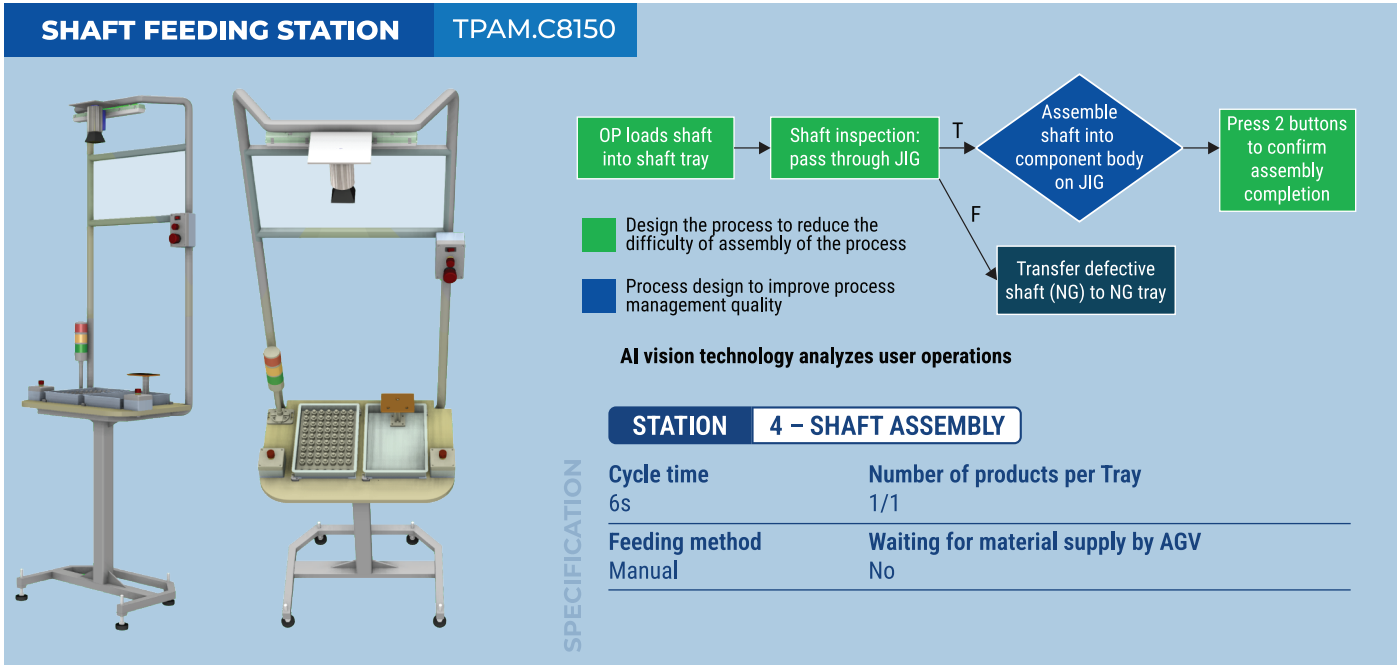 SHAFT FEEDING STATION
TPAM.C8150
OP loads shaft
into shaft tray
Shaft inspection:
pass through JIG
T
Assemble
shaft into
component body
on JIG
Press 2 buttons
to confirm
assembly
completion
F
Transfer defective
shaft (NG) to NG tray
Design the process to reduce the
difficulty of assembly of the process
Process design to improve process
management quality
AI vision technology analyzes user operations
STATION
4 – SHAFT ASSEMBLY
SPECIFICATION
Cycle time
6s
Number of products per Tray
1/1
Feeding method
Manual
Waiting for material supply by AGV
No